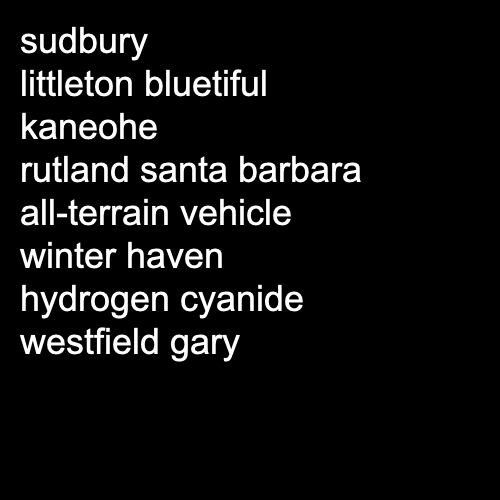 sudbury
littleton bluetiful
kaneohe
rutland santa barbara
all-terrain vehicle
winter haven
hydrogen cyanide
westfield gary